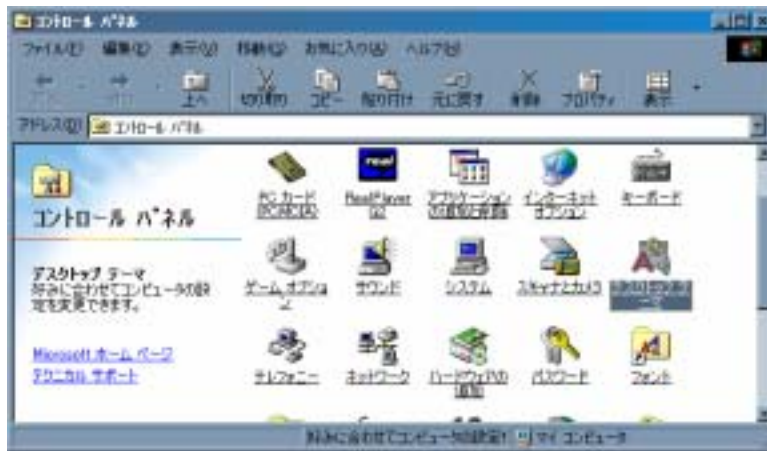 コントロール パネル
ファイル(F) 編集(E) 表示(V) 移動(G) お気に入り(A) ヘルプ(H)
上へ 切り取り コピー 貼り付け 元に戻す 削除 プロパティ 表示
アドレス(D) コントロール パネル
コントロール パネル
デスクトップ テーマ
好みに合わせてコンピュータの設
定を変更できます。
Microsoft ホーム ページ
テクニカル サポート
PC カード
(PCMCIA)
RealPlayer
G2
アプリケーション
の追加と削除
インターネット
オプション
キーボード
ゲーム オプショ
ン
サウンド
システム
スキャナとカメラ
デスクトップ テ
ーマ
テレフォニー
ネットワーク
ハードウェアの
追加
パスワード
フォント
好みに合わせてコンピュータの設定を
マイ コンピュータ